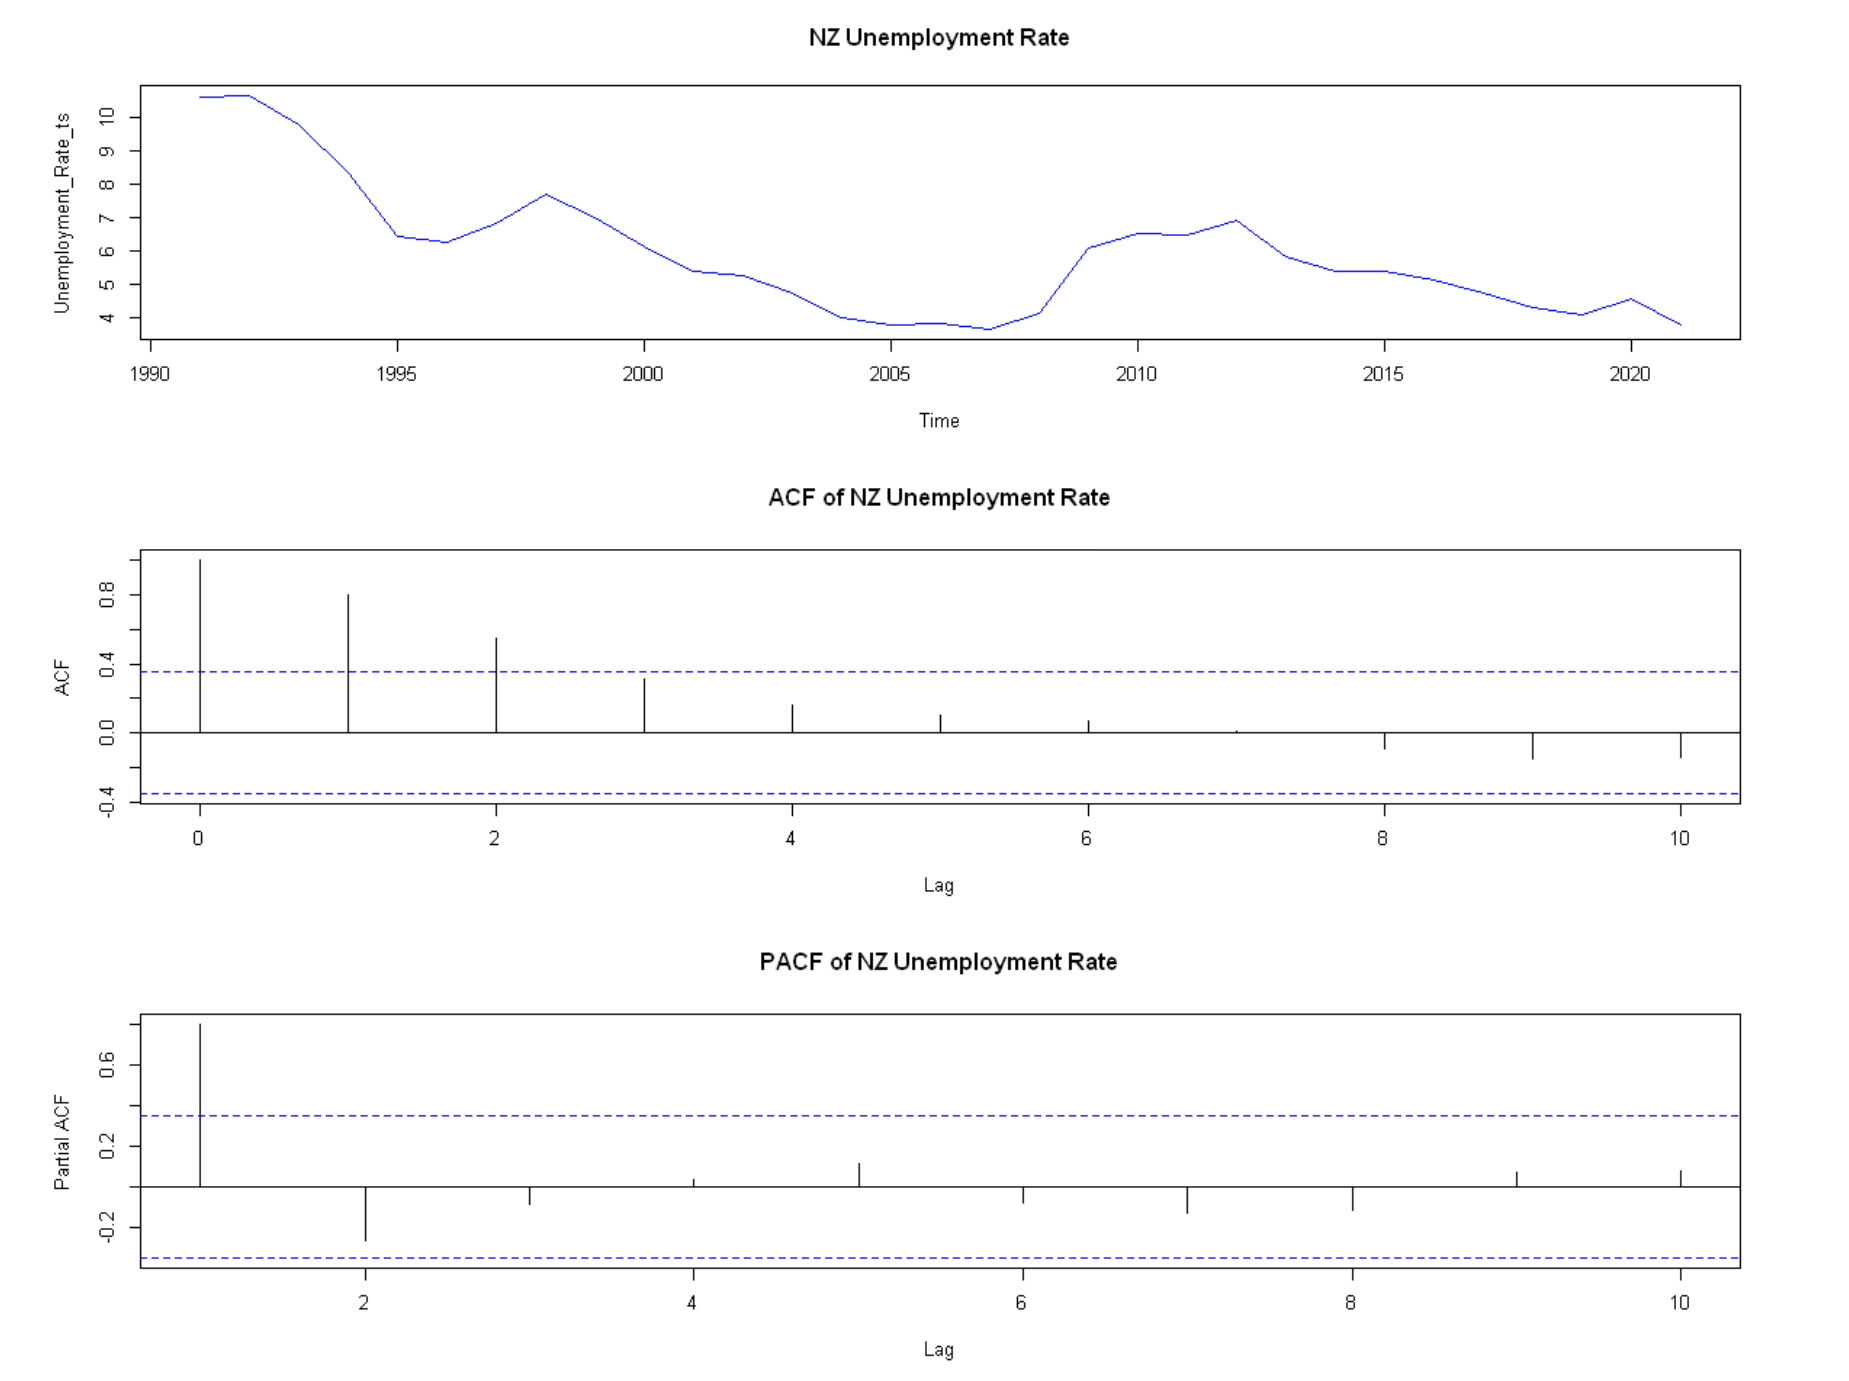 NZ Unemployment Rate
Unemployment_Rate_ts
10
9
8
7
6
5
4
1990 1995 2000 2005 2010 2015 2020
Time
ACF of NZ Unemployment Rate
ACF
0.8
0.4
0.0
-0.4
0 2 4 6 8 10
Lag
PACF of NZ Unemployment Rate
Partial ACF
0.6
0.2
-0.2
2 4 6 8 10
Lag